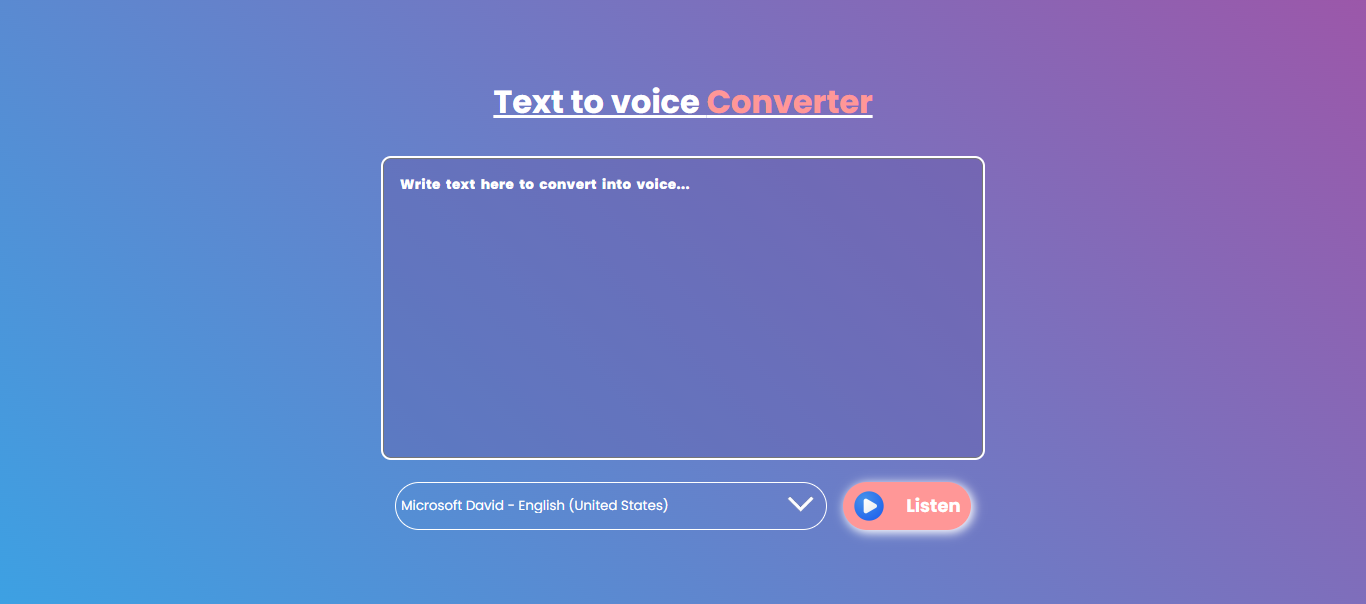 Text to voice Converter
Write text here to convert into voice...
Microsoft David - English (United States)
Listen